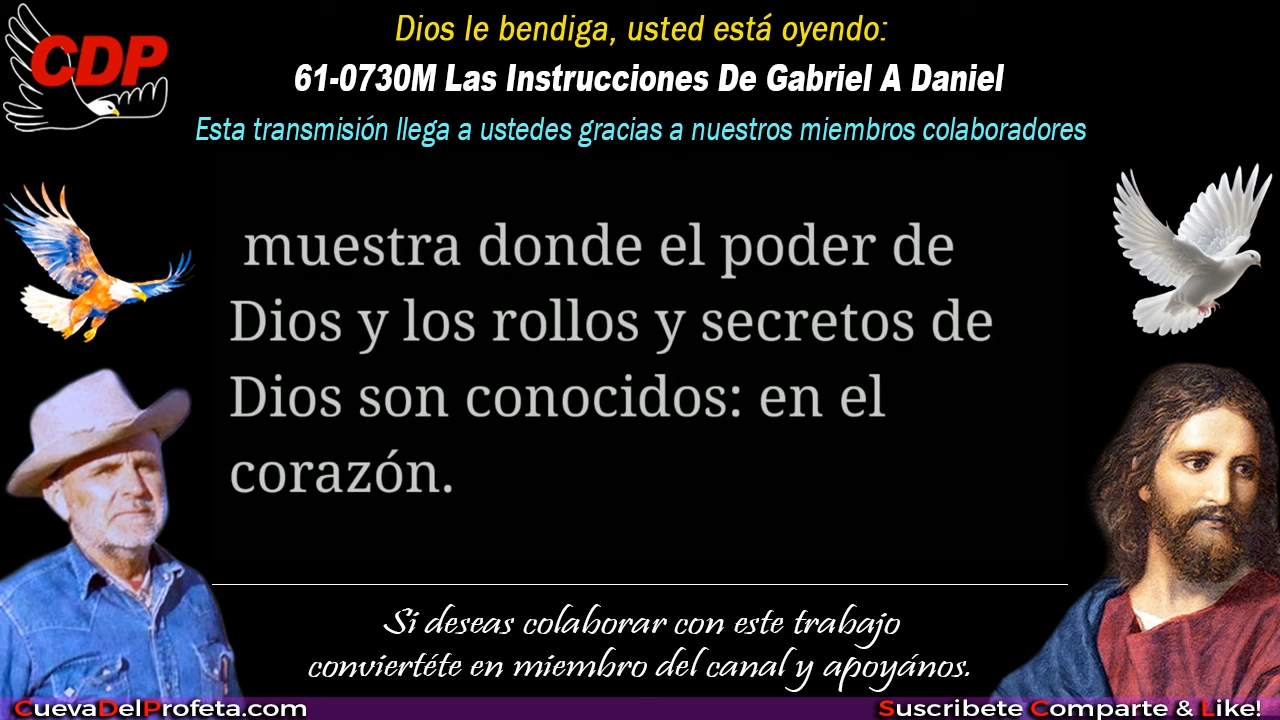 CDP
Dios le bendiga, usted está oyendo:
61-0730M Las Instrucciones De Gabriel A Daniel
Esta transmisión llega a ustedes gracias a nuestros miembros colaboradores
muestra donde el poder de
Dios y los rollos y secretos de
Dios son conocidos: en el
corazón.
Si deseas colaborar con este trabajo
conviertéte en miembro del canal y apoyános.
CuevaDelProfeta.com
Suscribete Comparte & Like!